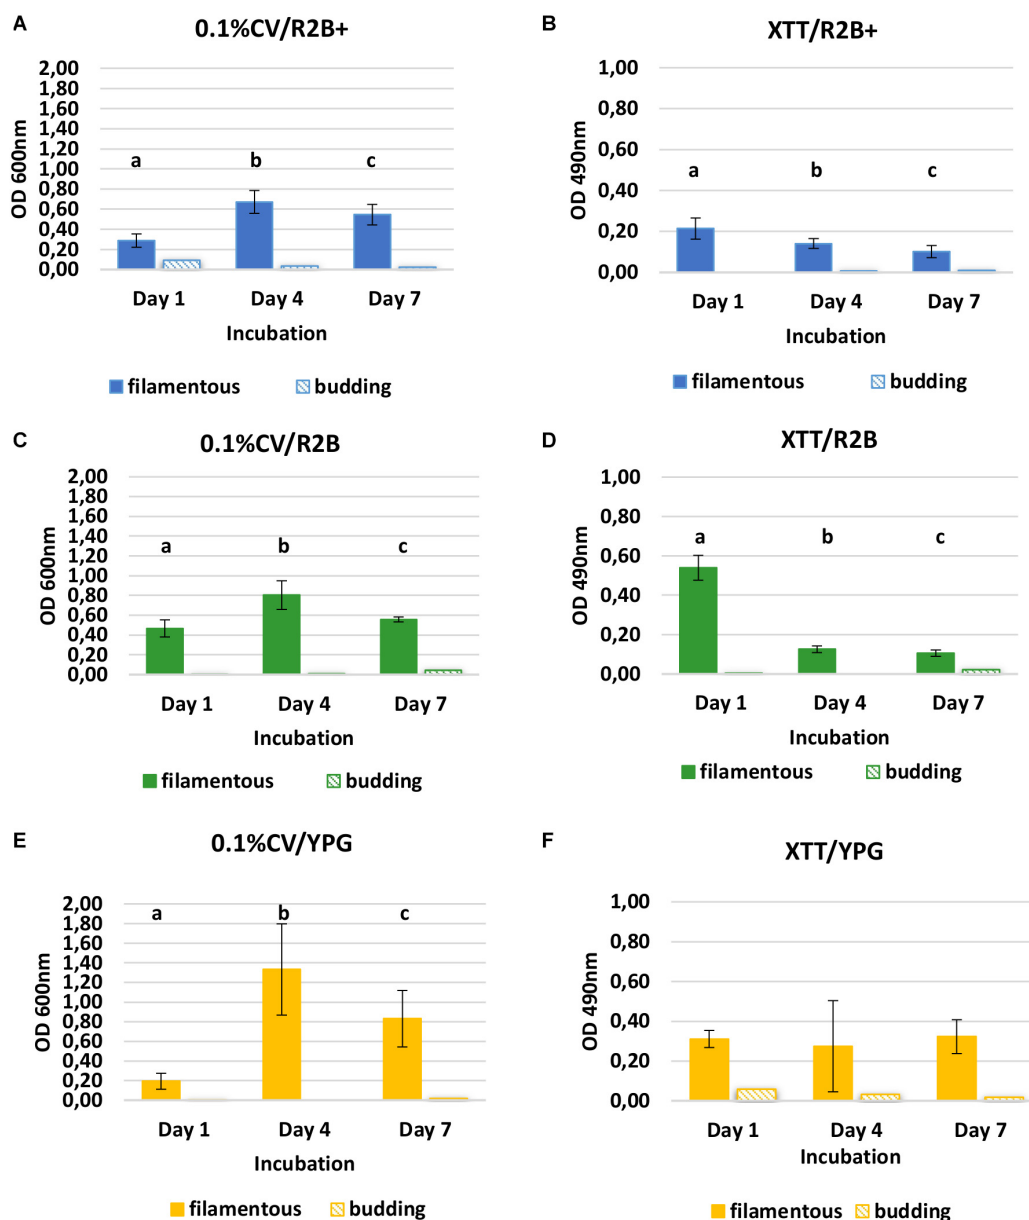 A
0.1%CV/R2B+
2,00
1,80
1,60
1,40
1,20
1,00
0,80
0,60
0,40
0,20
0,00
OD 600nm
a b c
Day 1 Day 4 Day 7
Incubation
filamentous budding
B
XTT/R2B+
1,00
0,80
0,60
0,40
0,20
0,00
OD 490nm
a b c
Day 1 Day 4 Day 7
Incubation
filamentous budding
C
0.1%CV/R2B
2,00
1,80
1,60
1,40
1,20
1,00
0,80
0,60
0,40
0,20
0,00
OD 600nm
a b c
Day 1 Day 4 Day 7
Incubation
filamentous budding
D
XTT/R2B
1,00
0,80
0,60
0,40
0,20
0,00
OD 490nm
a b c
Day 1 Day 4 Day 7
Incubation
filamentous budding
E
0.1%CV/YPG
2,00
1,80
1,60
1,40
1,20
1,00
0,80
0,60
0,40
0,20
0,00
OD 600nm
a b c
Day 1 Day 4 Day 7
Incubation
filamentous budding
F
XTT/YPG
1,00
0,80
0,60
0,40
0,20
0,00
OD 490nm
Day 1 Day 4 Day 7
Incubation
filamentous budding